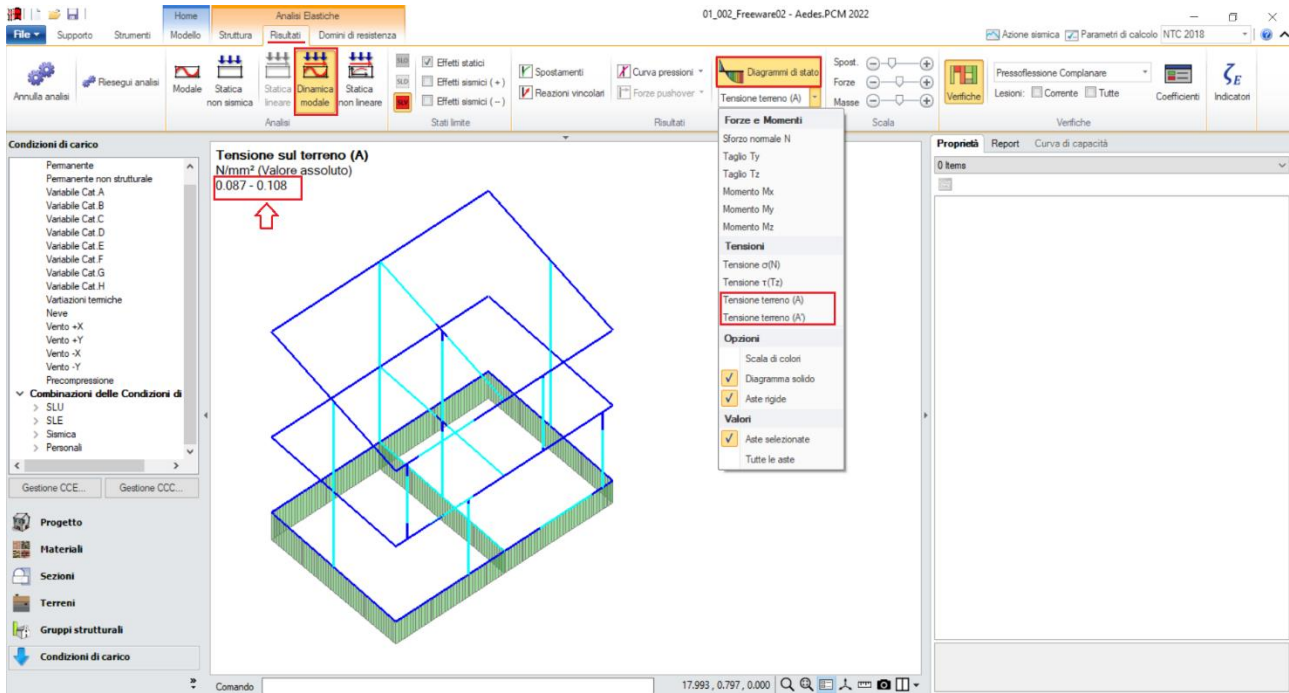 Home
Analisi Elastiche
01_002_Freeware02 - Aedes.PCM 2022
File
Supporto
Strumenti
Modello
Struttura
Risultati
Domini di resistenza
Azione sismica
Parametri di calcolo
NTC 2018
Annulla analisi
Riesegui analisi
Modale
Statica non sismica
Statica lineare
Dinamica modale
Statica non lineare
Analisi
SLO
SLD
SLV
Effetti statici
Effetti sismici (+)
Effetti sismici (−)
Stati limite
Spostamenti
Reazioni vincolari
Curva pressioni
Forze pushover
Diagrammi di stato
Tensione terreno (A)
Risultati
Spost.
Forze
Masse
Scala
Verifiche
Pressoflessione Complanare
Lesioni:
Corrente
Tutte
Coefficienti
Verifiche
ζE
Indicatori
Condizioni di carico
Permanente
Permanente non strutturale
Variabile Cat.A
Variabile Cat.B
Variabile Cat.C
Variabile Cat.D
Variabile Cat.E
Variabile Cat.F
Variabile Cat.G
Variabile Cat.H
Variazioni termiche
Neve
Vento +X
Vento +Y
Vento -X
Vento -Y
Precompressione
Combinazioni delle Condizioni di
SLU
SLE
Sismica
Personali
Gestione CCE...
Gestione CCC...
Progetto
Materiali
Sezioni
Terreni
Gruppi strutturali
Condizioni di carico
Tensione sul terreno (A)
N/mm² (Valore assoluto)
0.087 - 0.108
Forze e Momenti
Sforzo normale N
Taglio Ty
Taglio Tz
Momento Mx
Momento My
Momento Mz
Tensioni
Tensione σ(N)
Tensione τ(Tz)
Tensione terreno (A)
Tensione terreno (A')
Opzioni
Scala di colori
Diagramma solido
Aste rigide
Valori
Aste selezionate
Tutte le aste
Proprietà
Report
Curva di capacità
0 Items
Comando
17.993 , 0.797 , 0.000